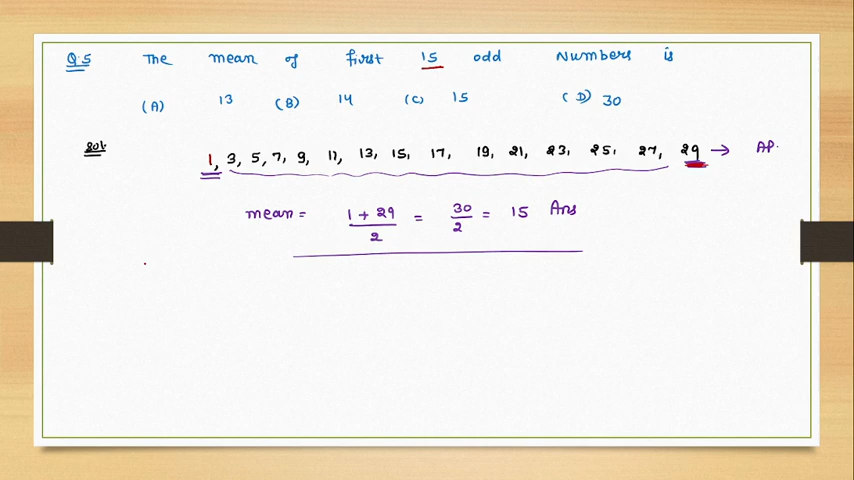 Q.5 The mean of first 15 odd Numbers is
(A) 13 (B) 14 (C) 15 (D) 30
Sol. 1, 3, 5, 7, 9, 11, 13, 15, 17, 19, 21, 23, 25, 27, 29 → AP.
mean = 1 + 29 / 2 = 30 / 2 = 15 Ans